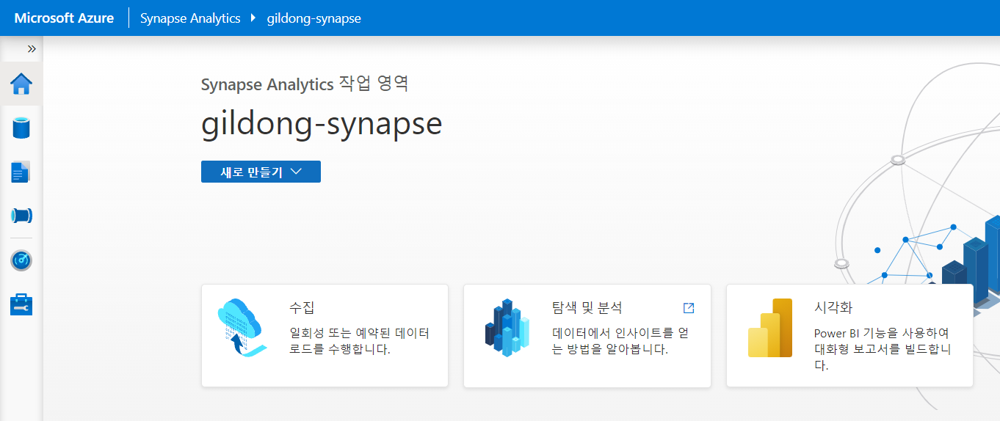 Microsoft Azure Synapse Analytics gildong-synapse
Synapse Analytics 작업 영역
gildong-synapse
새로 만들기
수집
일회성 또는 예약된 데이터
로드를 수행합니다.
탐색 및 분석
데이터에서 인사이트를 얻
는 방법을 알아봅니다.
시각화
Power BI 기능을 사용하여
대화형 보고서를 빌드합니
다.